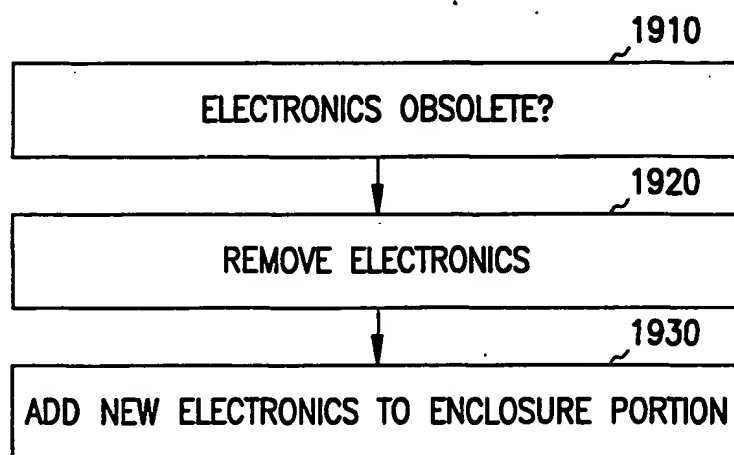 1910
ELECTRONICS OBSOLETE?
1920
REMOVE ELECTRONICS
1930
ADD NEW ELECTRONICS TO ENCLOSURE PORTION